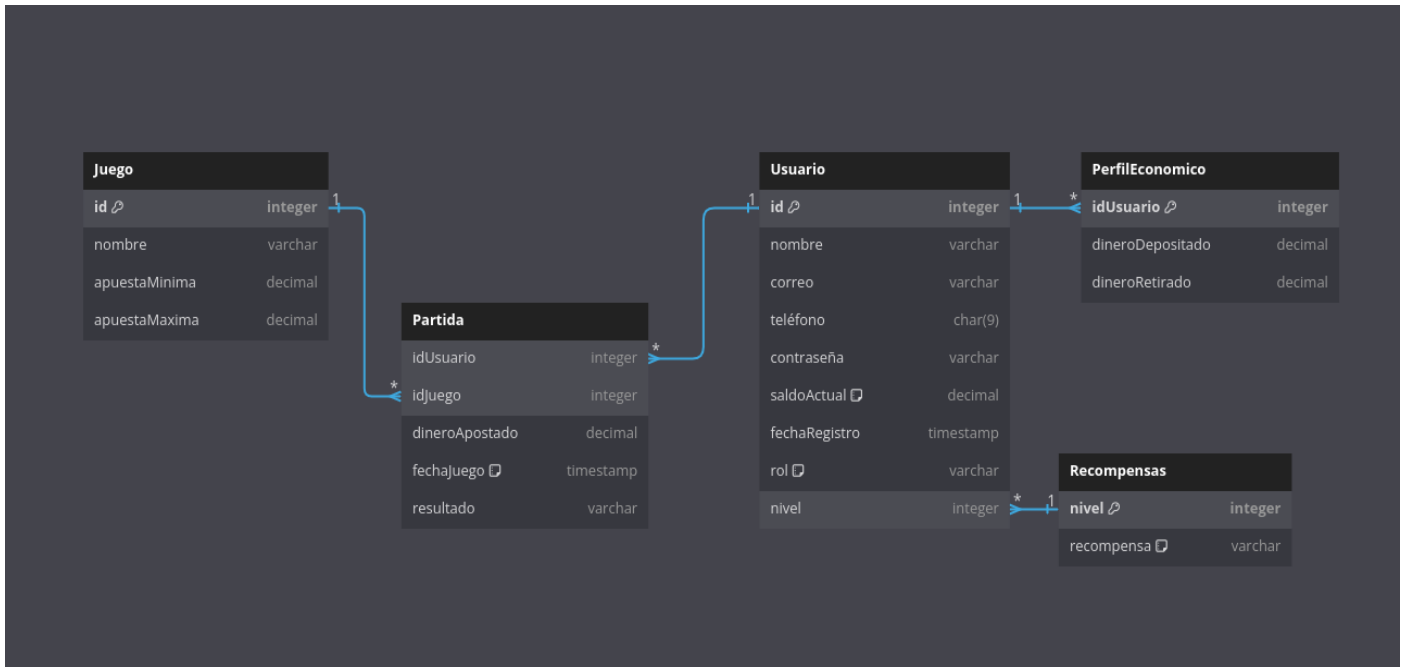 Juego
id integer
nombre varchar
apuestaMinima decimal
apuestaMaxima decimal
1
*
Partida
idUsuario integer
idJuego integer
dineroApostado decimal
fechaJuego timestamp
resultado varchar
*
1
Usuario
id integer
nombre varchar
correo varchar
teléfono char(9)
contraseña varchar
saldoActual decimal
fechaRegistro timestamp
rol varchar
nivel integer
1
*
PerfilEconomico
idUsuario integer
dineroDepositado decimal
dineroRetirado decimal
*
1
Recompensas
nivel integer
recompensa varchar